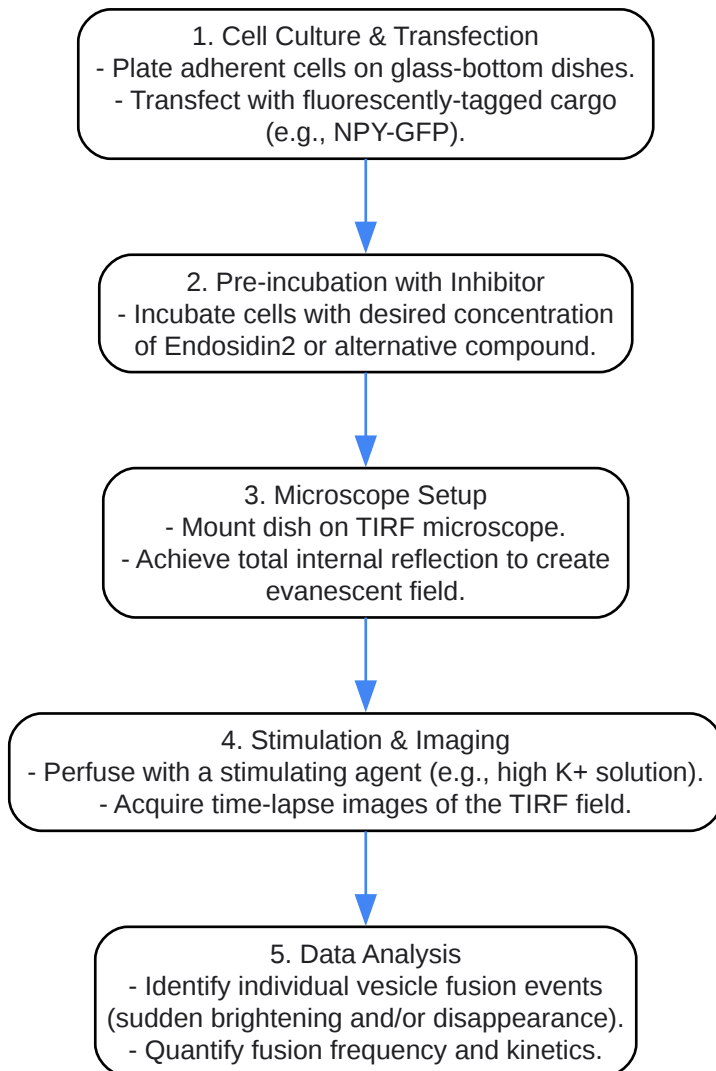 1. Cell Culture & Transfection
- Plate adherent cells on glass-bottom dishes.
- Transfect with fluorescently-tagged cargo
(e.g., NPY-GFP).
2. Pre-incubation with Inhibitor
- Incubate cells with desired concentration
of Endosidin2 or alternative compound.
3. Microscope Setup
- Mount dish on TIRF microscope.
- Achieve total internal reflection to create
evanescent field.
4. Stimulation & Imaging
- Perfuse with a stimulating agent (e.g., high K+ solution).
- Acquire time-lapse images of the TIRF field.
5. Data Analysis
- Identify individual vesicle fusion events
(sudden brightening and/or disappearance).
- Quantify fusion frequency and kinetics.